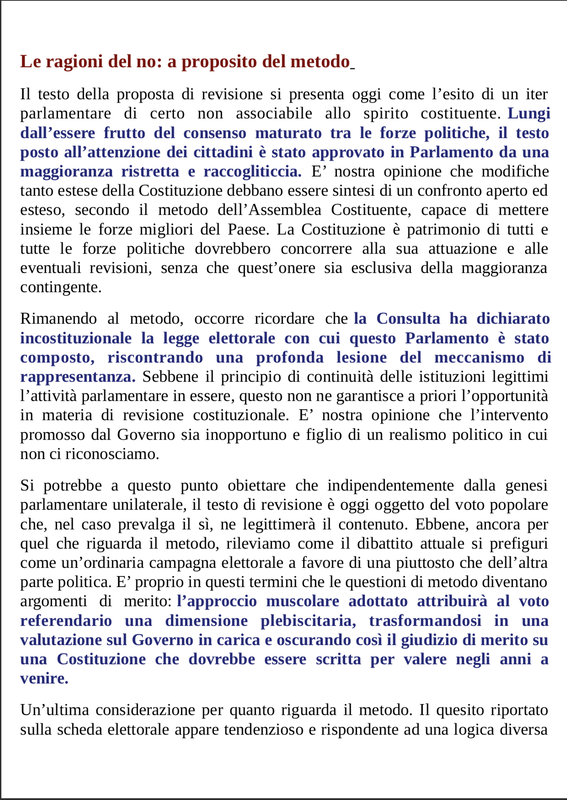 Le ragioni del no: a proposito del metodo
Il testo della proposta di revisione si presenta oggi come l’esito di un iter
parlamentare di certo non associabile allo spirito costituente. Lungi
dall’essere frutto del consenso maturato tra le forze politiche, il testo
posto all’attenzione dei cittadini è stato approvato in Parlamento da una
maggioranza ristretta e raccogliticcia. E’ nostra opinione che modifiche
tanto estese della Costituzione debbano essere sintesi di un confronto aperto ed
esteso, secondo il metodo dell’Assemblea Costituente, capace di mettere
insieme le forze migliori del Paese. La Costituzione è patrimonio di tutti e
tutte le forze politiche dovrebbero concorrere alla sua attuazione e alle
eventuali revisioni, senza che quest’onere sia esclusiva della maggioranza
contingente.
Rimanendo al metodo, occorre ricordare che la Consulta ha dichiarato
incostituzionale la legge elettorale con cui questo Parlamento è stato
composto, riscontrando una profonda lesione del meccanismo di
rappresentanza. Sebbene il principio di continuità delle istituzioni legittimi
l’attività parlamentare in essere, questo non ne garantisce a priori l’opportunità
in materia di revisione costituzionale. E’ nostra opinione che l’intervento
promosso dal Governo sia inopportuno e figlio di un realismo politico in cui
non ci riconosciamo.
Si potrebbe a questo punto obiettare che indipendentemente dalla genesi
parlamentare unilaterale, il testo di revisione è oggi oggetto del voto popolare
che, nel caso prevalga il sì, ne legittimerà il contenuto. Ebbene, ancora per
quel che riguarda il metodo, rileviamo come il dibattito attuale si prefiguri
come un’ordinaria campagna elettorale a favore di una piuttosto che dell’altra
parte politica. E’ proprio in questi termini che le questioni di metodo diventano
argomenti di merito: l’approccio muscolare adottato attribuirà al voto
referendario una dimensione plebiscitaria, trasformandosi in una
valutazione sul Governo in carica e oscurando così il giudizio di merito su
una Costituzione che dovrebbe essere scritta per valere negli anni a
venire.
Un’ultima considerazione per quanto riguarda il metodo. Il quesito riportato
sulla scheda elettorale appare tendenzioso e rispondente ad una logica diversa